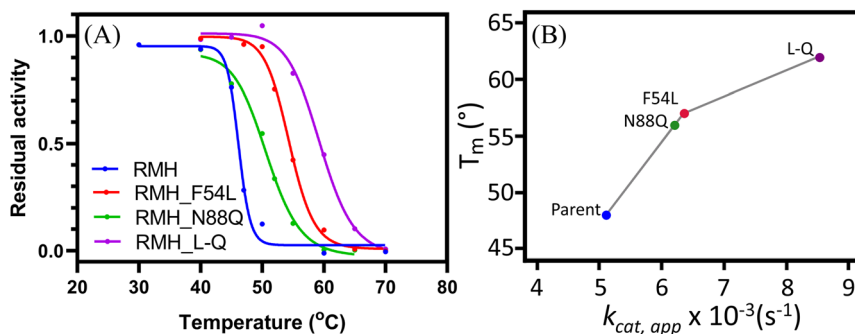 (A)
Residual activity
1.0
0.5
0.0
RMH
RMH_F54L
RMH_N88Q
RMH_L-Q
20 30 40 50 60 70 80
Temperature (°C)
(B)
Tm (°)
65
60
55
50
45
L-Q
F54L
N88Q
Parent
4 5 6 7 8 9
kcat, app x 10-3(s-1)